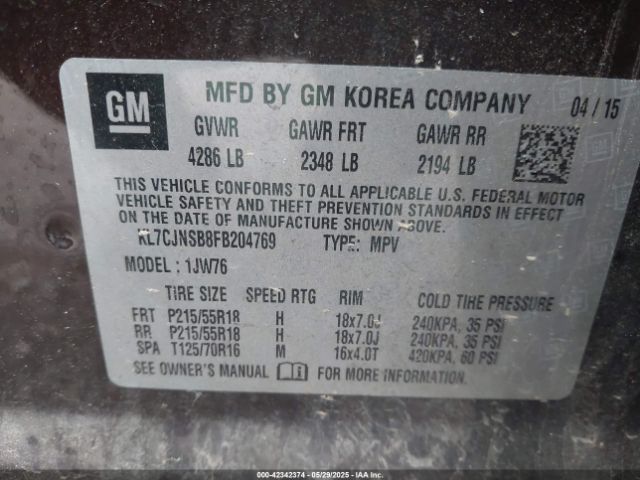 GM
MFD BY GM KOREA COMPANY 04 / 15
GVWR GAWR FRT GAWR RR
4286 LB 2348 LB 2194 LB
THIS VEHICLE CONFORMS TO ALL APPLICABLE U.S. FEDERAL MOTOR
VEHICLE SAFETY AND THEFT PREVENTION STANDARDS IN EFFECT
ON THE DATE OF MANUFACTURE SHOWN ABOVE.
KL7CJNSB8FB204769 TYPE: MPV
MODEL : 1JW76
TIRE SIZE SPEED RTG RIM COLD TIRE PRESSURE
FRT P215/55R18 H 18x7.0J 240KPA, 35 PSI
RR P215/55R18 H 18x7.0J 240KPA, 35 PSI
SPA T125/70R16 M 16x4.0T 420KPA, 60 PSI
SEE OWNER'S MANUAL FOR MORE INFORMATION.
000-42342374 - 05/29/2025 - IAAI.COM